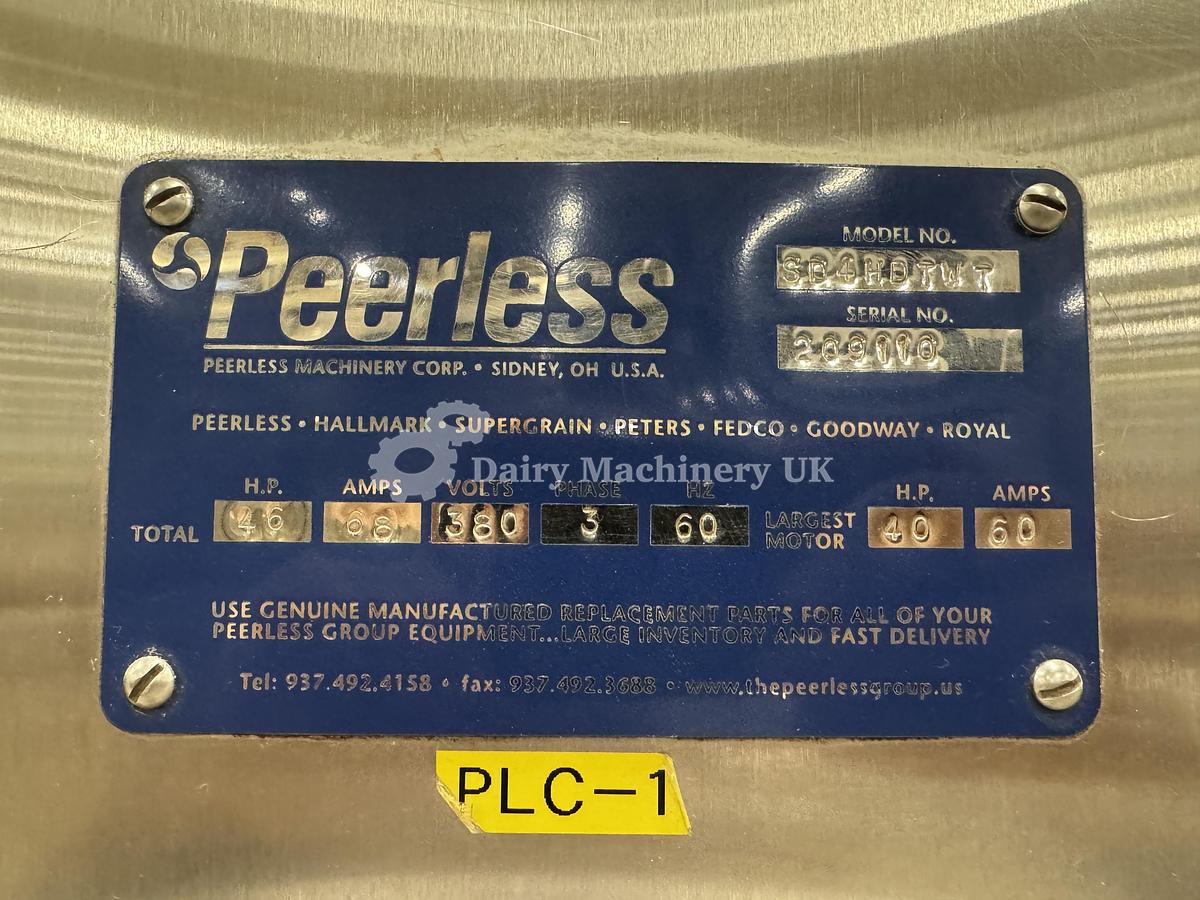 Peerless
PEERLESS MACHINERY CORP. • SIDNEY, OH U.S.A.
MODEL NO.
SD4HDTWT
SERIAL NO.
209110
PEERLESS • HALLMARK • SUPERGRAIN • PETERS • FEDCO • GOODWAY • ROYAL
Dairy Machinery UK
H.P. AMPS VOLTS PHASE HZ H.P. AMPS
TOTAL 46 68 380 3 60 LARGEST MOTOR 40 60
USE GENUINE MANUFACTURED REPLACEMENT PARTS FOR ALL OF YOUR
PEERLESS GROUP EQUIPMENT...LARGE INVENTORY AND FAST DELIVERY
Tel: 937.492.4158 • fax: 937.492.3688 • www.thepeerlessgroup.us
PLC-1